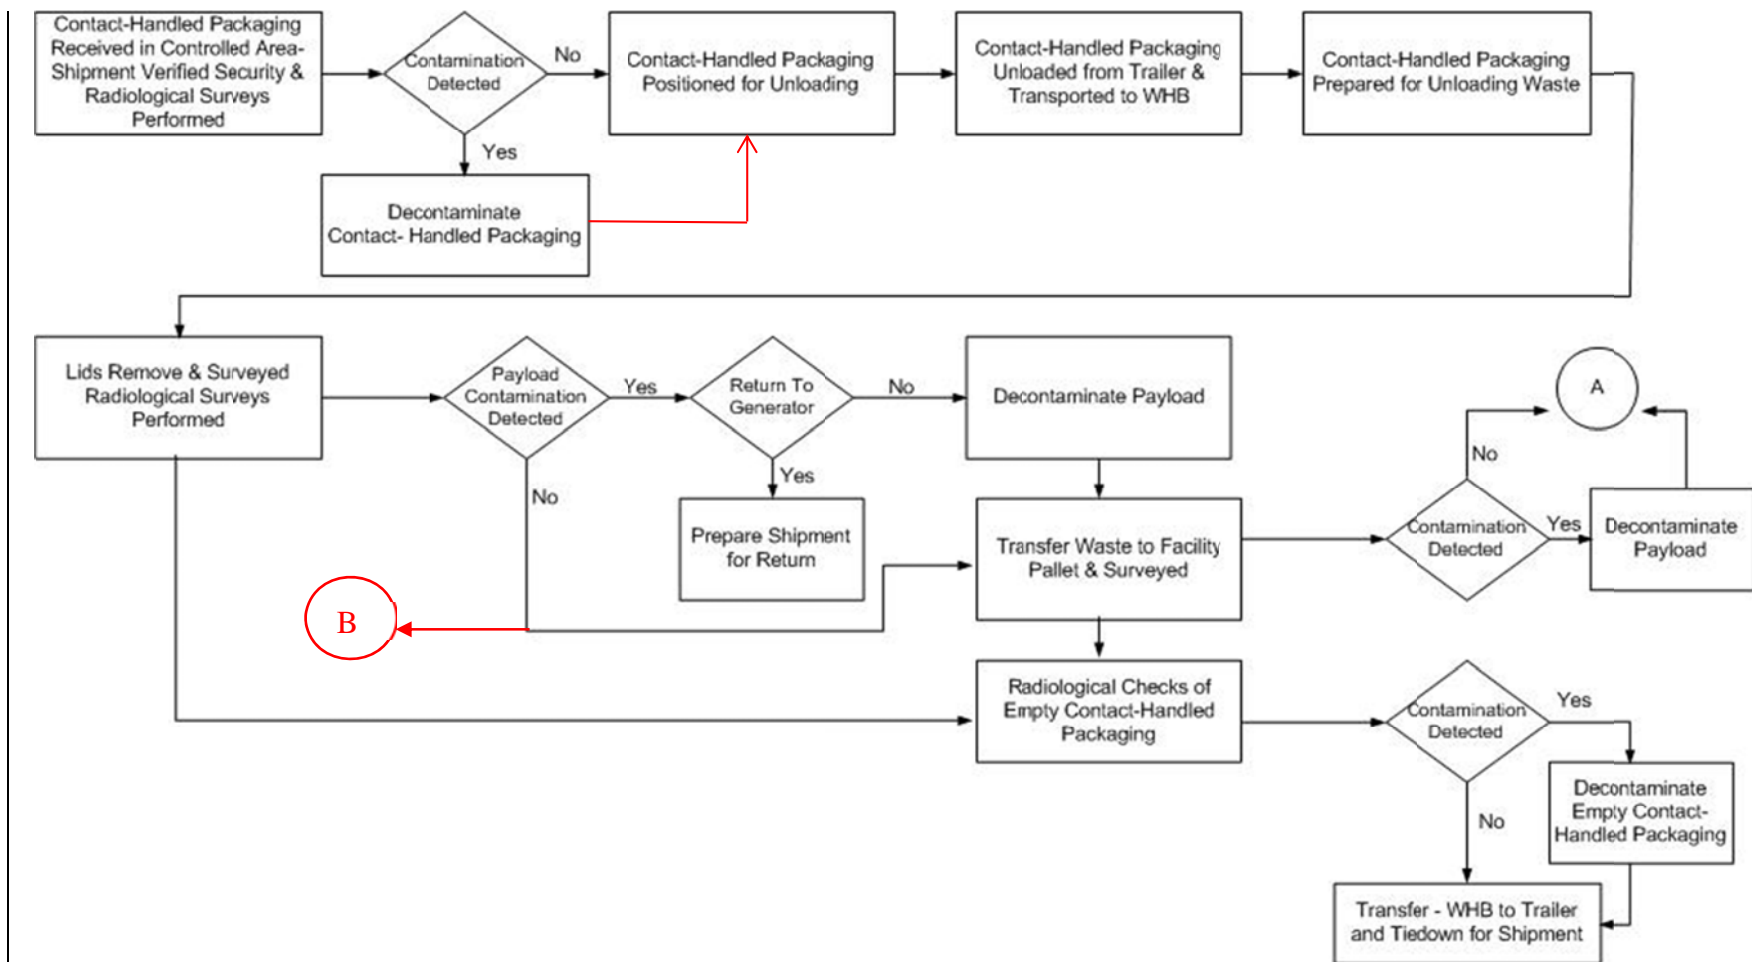 Contact-Handled Packaging
Received in Controlled Area-
Shipment Verified Security &
Radiological Surveys
Performed
Contamination
Detected
No
Contact-Handled Packaging
Positioned for Unloading
Contact-Handled Packaging
Unloaded from Trailer &
Transported to WHB
Contact-Handled Packaging
Prepared for Unloading Waste
Yes
Decontaminate
Contact- Handled Packaging
Lids Remove & Surveyed
Radiological Surveys
Performed
Payload
Contamination
Detected
Yes
Return To
Generator
No
Decontaminate Payload
A
No
Yes
No
Prepare Shipment
for Return
Transfer Waste to Facility
Pallet & Surveyed
Contamination
Detected
Yes
Decontaminate
Payload
B
Radiological Checks of
Empty Contact-Handled
Packaging
Contamination
Detected
Yes
No
Decontaminate
Empty Contact-
Handled Packaging
Transfer - WHB to Trailer
and Tiedown for Shipment